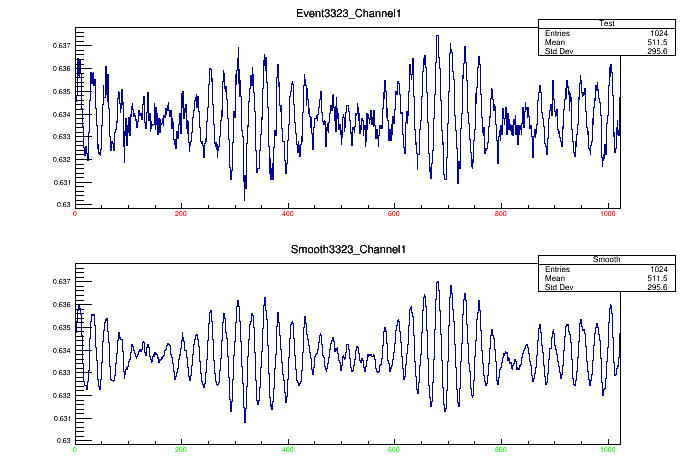 Event3323_Channel1
Test
Entries 1024
Mean 511.5
Std Dev 295.6
0.637
0.636
0.635
0.634
0.633
0.632
0.631
0.63
0 200 400 600 800 1000
Smooth3323_Channel1
Smooth
Entries 1024
Mean 511.5
Std Dev 295.6
0.637
0.636
0.635
0.634
0.633
0.632
0.631
0.63
0 200 400 600 800 1000